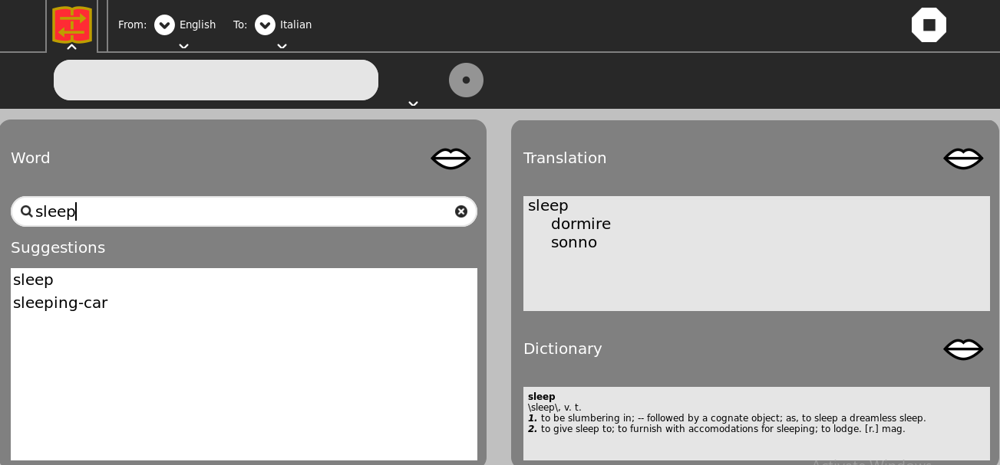 From: English To: Italian
Word
sleep
Suggestions
sleep
sleeping-car
Translation
sleep
dormire
sonno
Dictionary
sleep
\sleep\, v. t.
1. to be slumbering in; -- followed by a cognate object; as, to sleep a dreamless sleep.
2. to give sleep to; to furnish with accomodations for sleeping; to lodge. [r.] mag.
Activate Windows